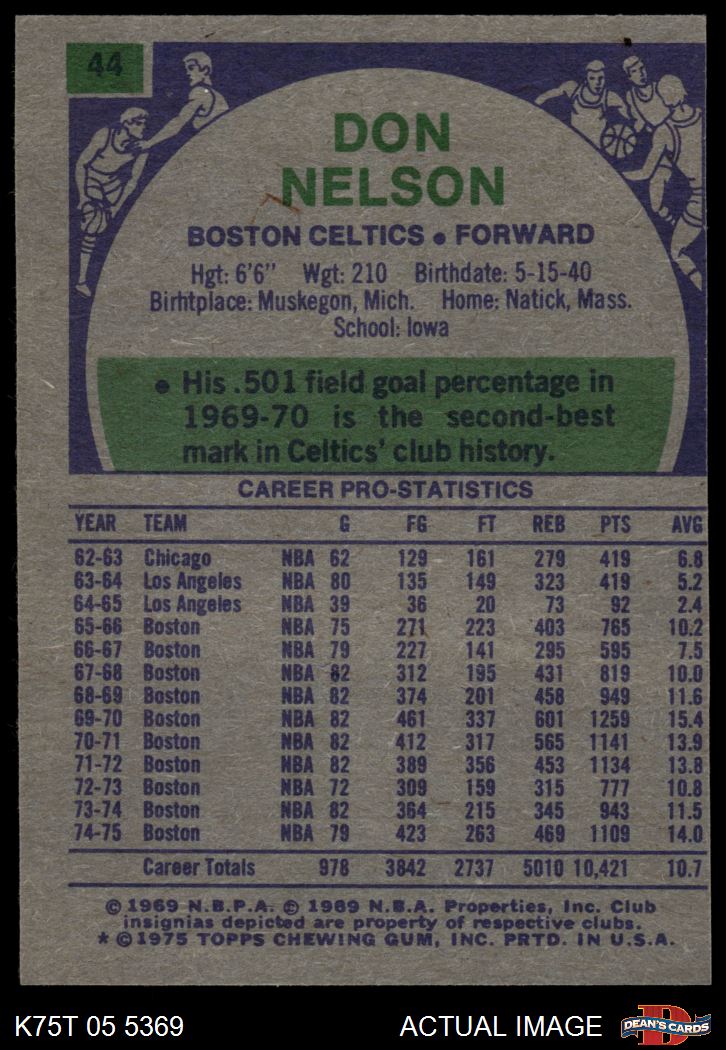 44
DON
NELSON
BOSTON CELTICS • FORWARD
Hgt: 6'6" Wgt: 210 Birthdate: 5-15-40
Birhtplace: Muskegon, Mich. Home: Natick, Mass.
School: Iowa
• His .501 field goal percentage in
1969-70 is the second-best
mark in Celtics' club history.
CAREER PRO-STATISTICS
YEAR TEAM G FG FT REB PTS AVG
62-63 Chicago NBA 62 129 161 279 419 6.8
63-64 Los Angeles NBA 80 135 149 323 419 5.2
64-65 Los Angeles NBA 39 36 20 73 92 2.4
65-66 Boston NBA 75 271 223 403 765 10.2
66-67 Boston NBA 79 227 141 295 595 7.5
67-68 Boston NBA 82 312 195 431 819 10.0
68-69 Boston NBA 82 374 201 458 949 11.6
69-70 Boston NBA 82 461 337 601 1259 15.4
70-71 Boston NBA 82 412 317 565 1141 13.9
71-72 Boston NBA 82 389 356 453 1134 13.8
72-73 Boston NBA 72 309 159 315 777 10.8
73-74 Boston NBA 82 364 215 345 943 11.5
74-75 Boston NBA 79 423 263 469 1109 14.0
Career Totals 978 3842 2737 5010 10,421 10.7
© 1969 N.B.P.A. © 1969 N.B.A. Properties, Inc. Club
insignias depicted are property of respective clubs.
* © 1975 TOPPS CHEWING GUM, INC. PRTD. IN U.S.A.
K75T 05 5369 ACTUAL IMAGE D DEAN'S CARDS